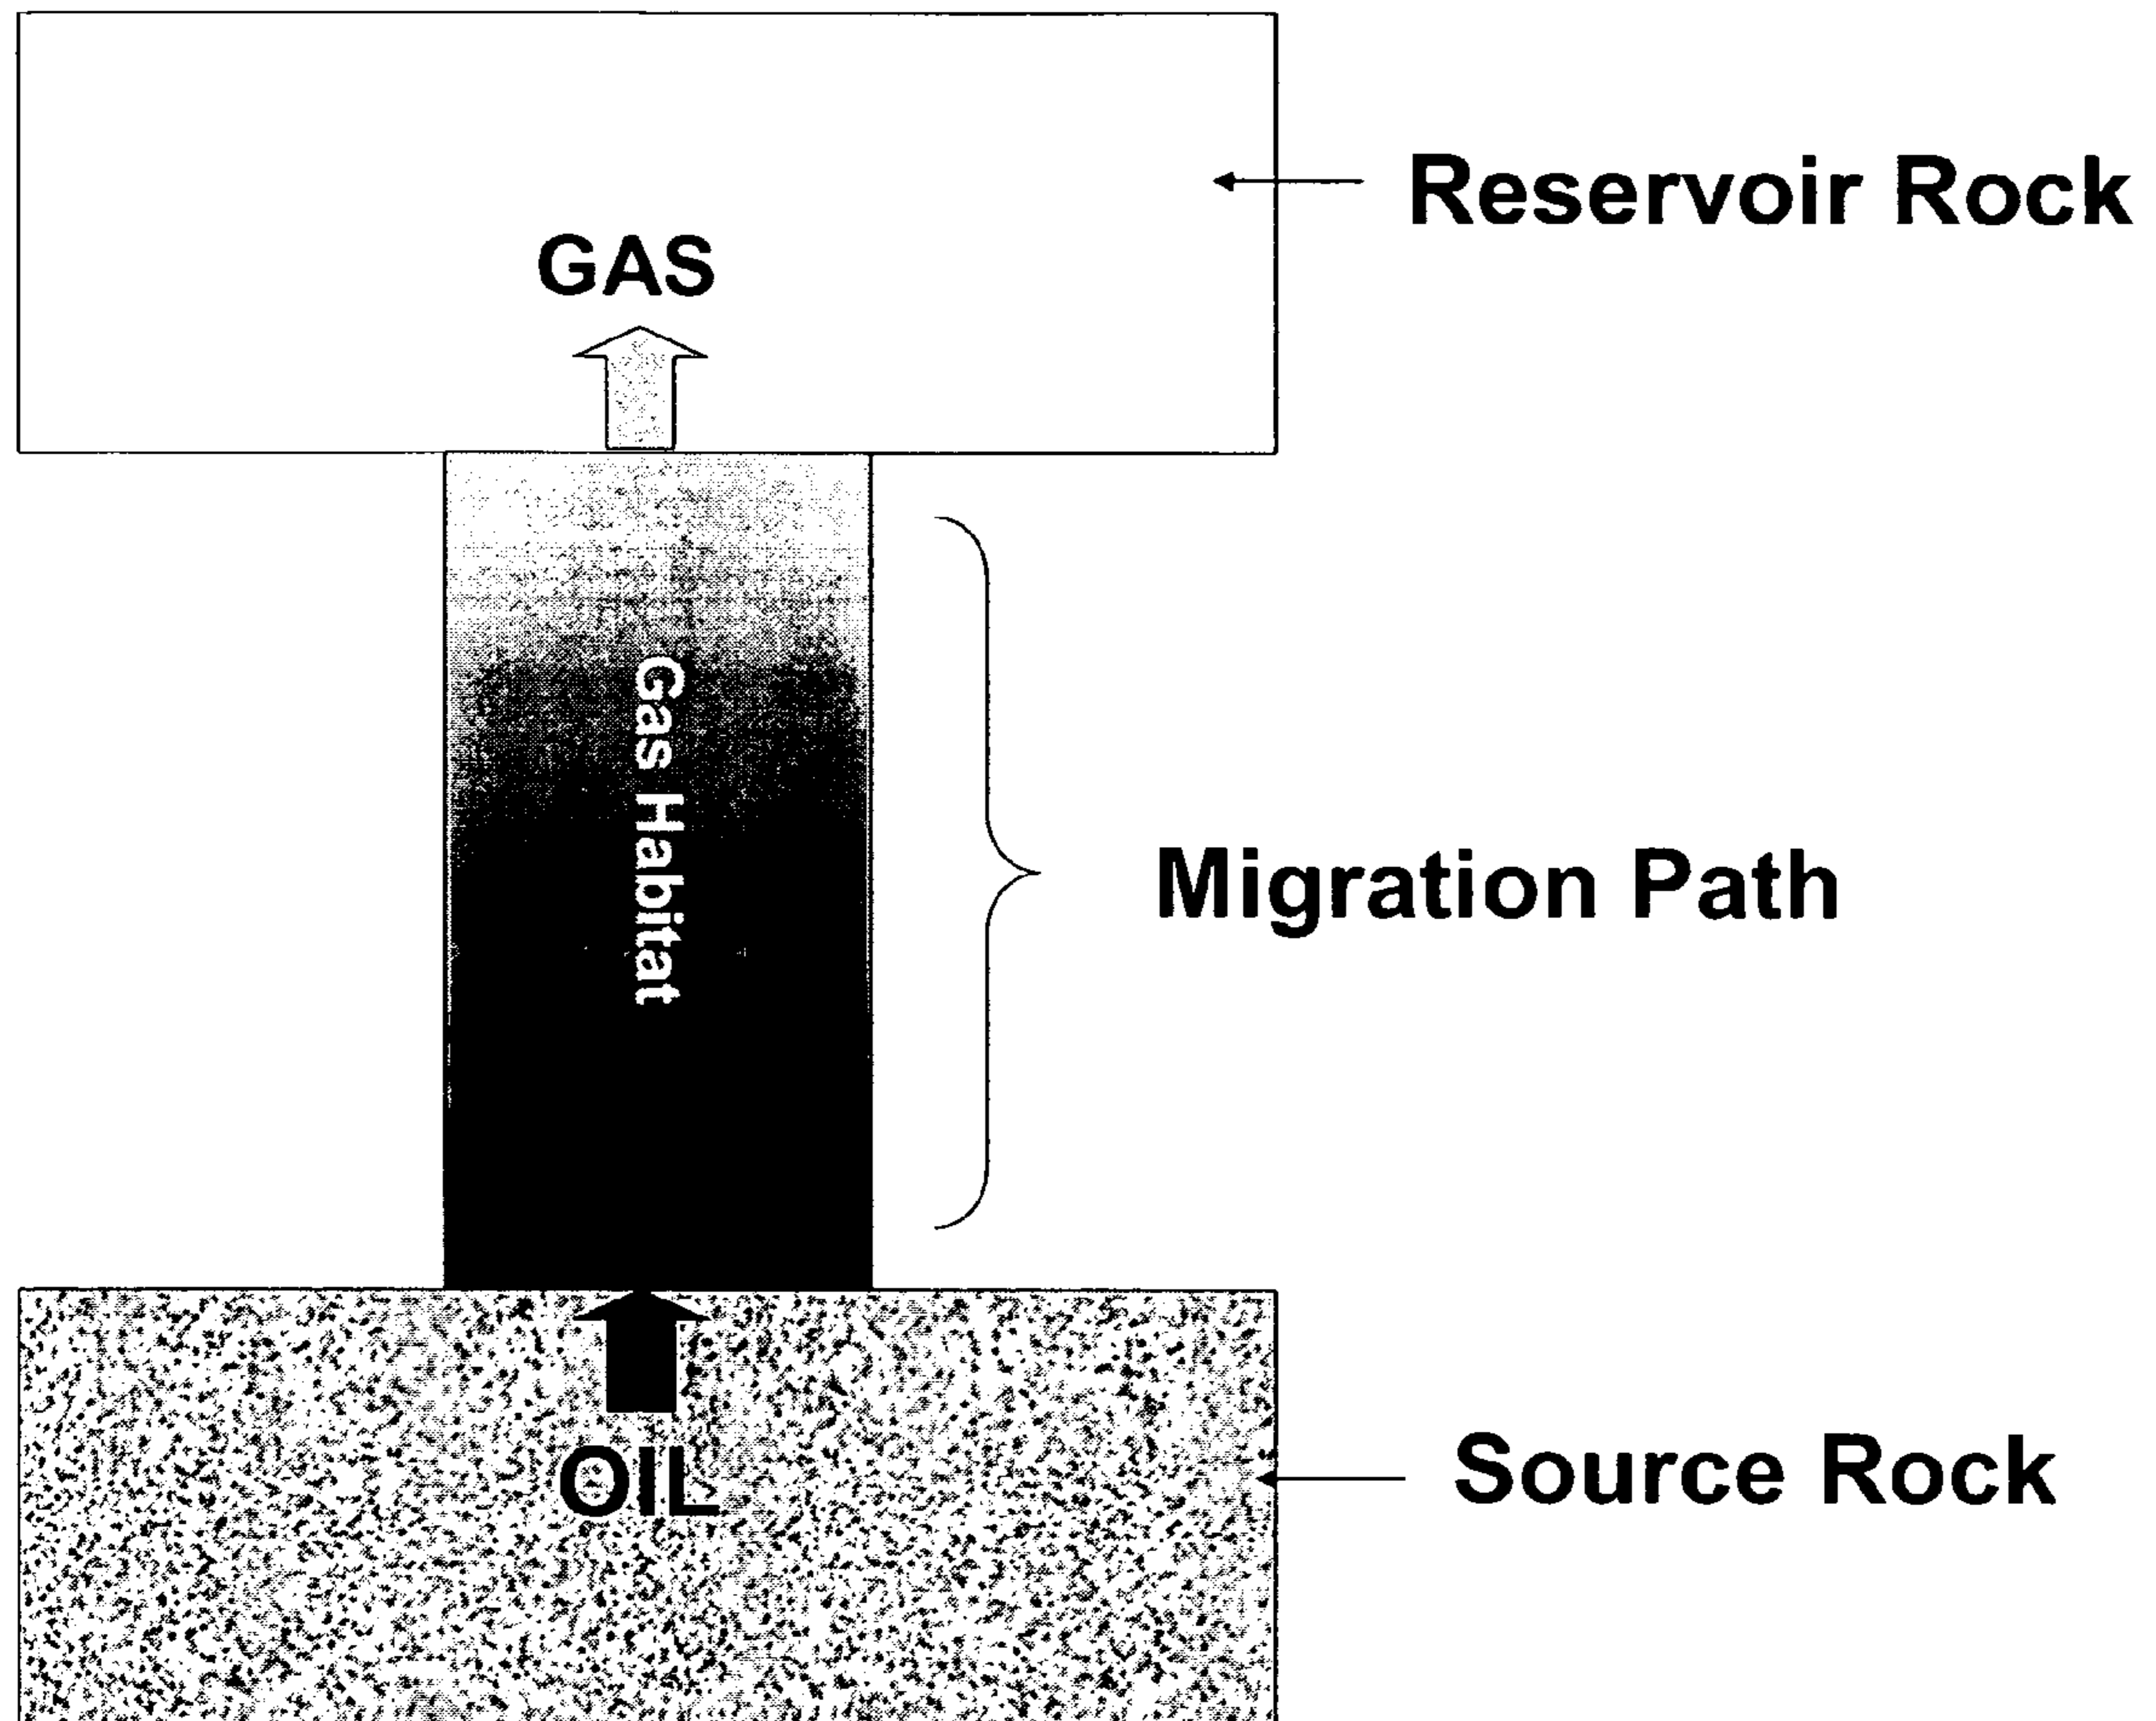 Reservoir Rock
GAS
Gas Habitat
Migration Path
OIL
Source Rock